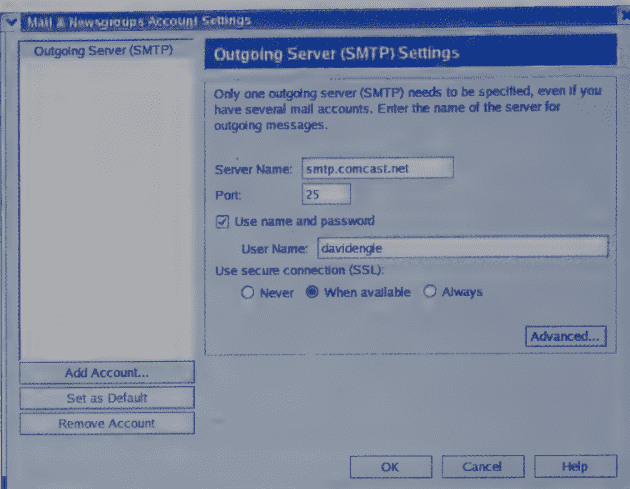 Mail & Newsgroups Account Settings
Outgoing Server (SMTP)
Outgoing Server (SMTP) Settings
Only one outgoing server (SMTP) needs to be specified, even if you
have several mail accounts. Enter the name of the server for
outgoing messages.
Server Name: smtp.comcast.net
Port: 25
Use name and password
User Name: davidengle
Use secure connection (SSL):
Never When available Always
Advanced...
Add Account...
Set as Default
Remove Account
OK Cancel Help